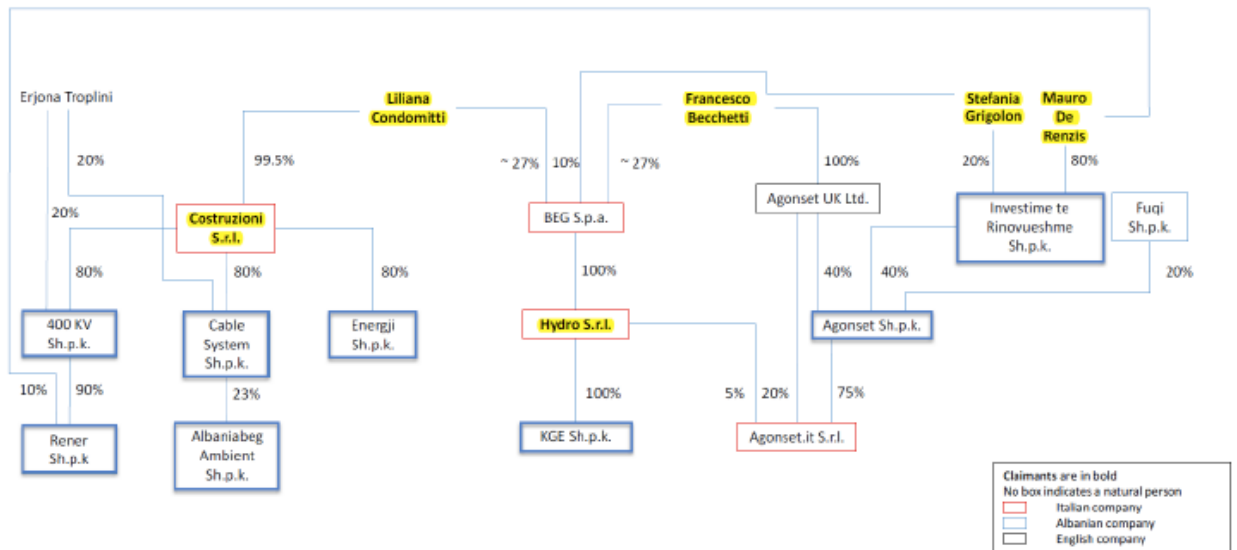 Erjona Troplini
Liliana
Condomitti
Francesco
Becchetti
Stefania
Grigolon
Mauro
De
Renzis
20%
99.5%
~ 27%
10%
~ 27%
100%
20%
80%
20%
Costruzioni
S.r.l.
BEG S.p.a.
Agonset UK Ltd.
Investime te
Rinovueshme
Sh.p.k.
Fuqi
Sh.p.k.
80%
80%
80%
100%
40%
40%
20%
400 KV
Sh.p.k.
Cable
System
Sh.p.k.
Energji
Sh.p.k.
Hydro S.r.l.
Agonset Sh.p.k.
10%
90%
23%
100%
5%
20%
75%
Rener
Sh.p.k
Albaniabeg
Ambient
Sh.p.k.
KGE Sh.p.k.
Agonset.it S.r.l.
Claimants are in bold
No box indicates a natural person
Italian company
Albanian company
English company